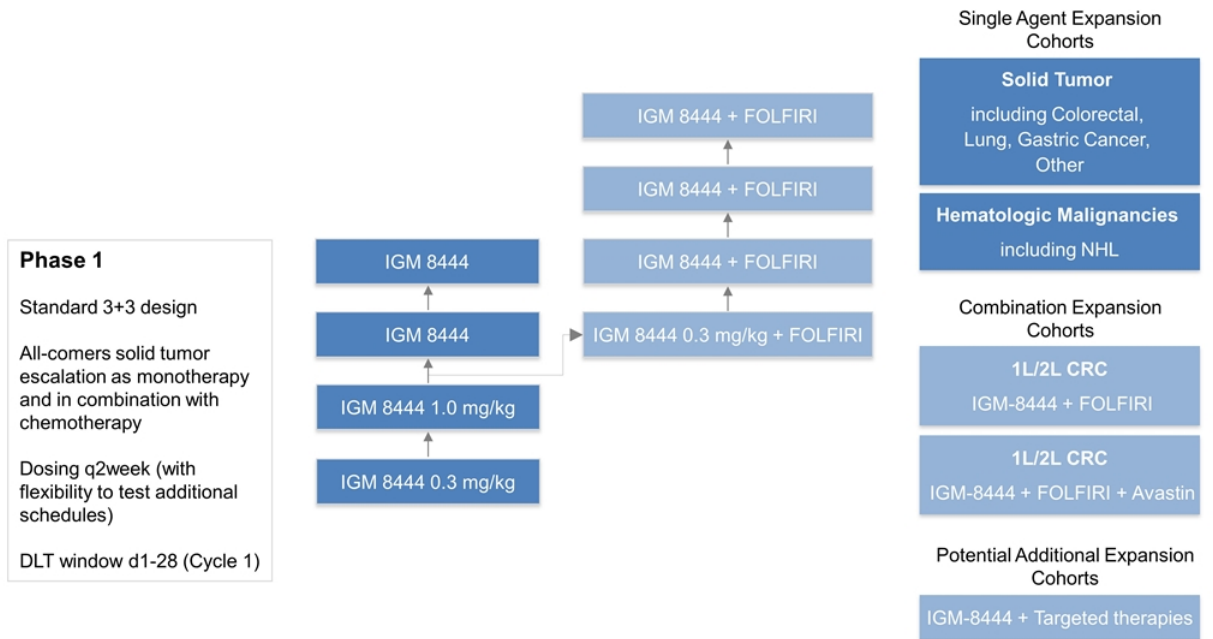 Phase 1
Standard 3+3 design
All-comers solid tumor
escalation as monotherapy
and in combination with
chemotherapy
Dosing q2week (with
flexibility to test additional
schedules)
DLT window d1-28 (Cycle 1)
IGM 8444
IGM 8444
IGM 8444 1.0 mg/kg
IGM 8444 0.3 mg/kg
IGM 8444 + FOLFIRI
IGM 8444 + FOLFIRI
IGM 8444 + FOLFIRI
IGM 8444 0.3 mg/kg + FOLFIRI
Single Agent Expansion
Cohorts
Solid Tumor
including Colorectal,
Lung, Gastric Cancer,
Other
Hematologic Malignancies
including NHL
Combination Expansion
Cohorts
1L/2L CRC
IGM-8444 + FOLFIRI
1L/2L CRC
IGM-8444 + FOLFIRI + Avastin
Potential Additional Expansion
Cohorts
IGM-8444 + Targeted therapies